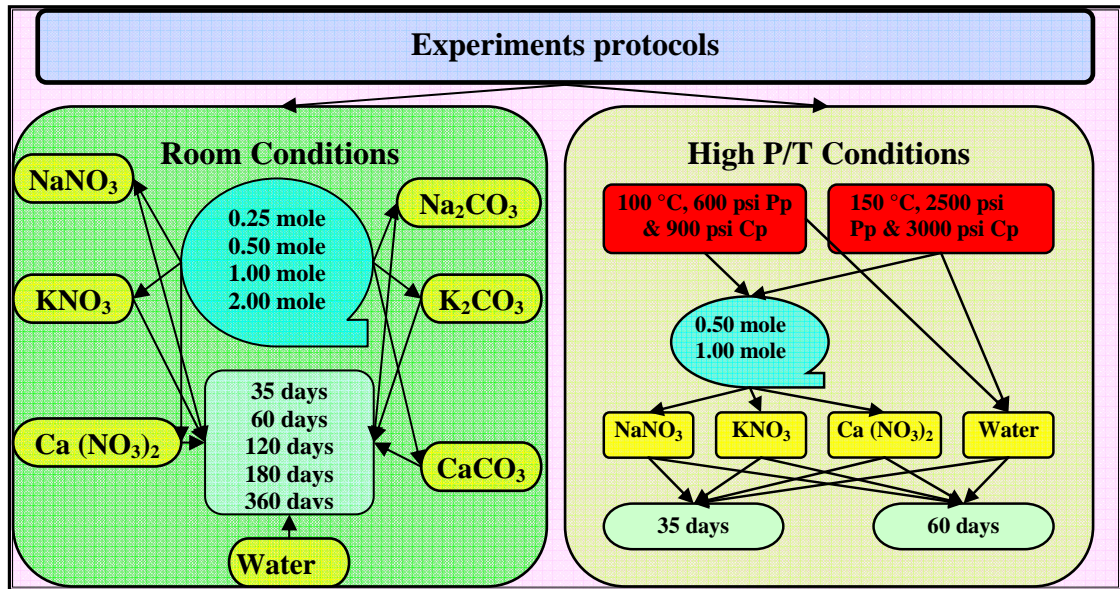 Experiments protocols
Room Conditions
NaNO₃
KNO₃
Ca (NO₃)₂
0.25 mole
0.50 mole
1.00 mole
2.00 mole
Na₂CO₃
K₂CO₃
CaCO₃
35 days
60 days
120 days
180 days
360 days
Water
High P/T Conditions
100 °C, 600 psi Pp
& 900 psi Cp
150 °C, 2500 psi
Pp & 3000 psi Cp
0.50 mole
1.00 mole
NaNO₃
KNO₃
Ca (NO₃)₂
Water
35 days
60 days